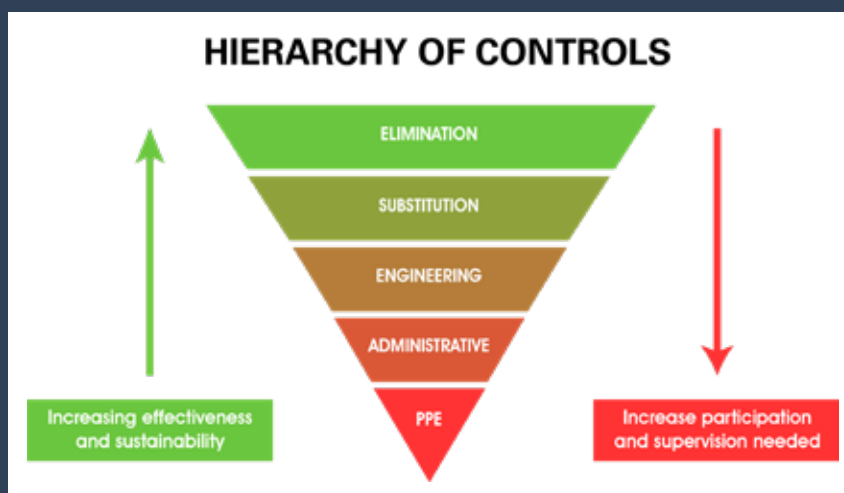 HIERARCHY OF CONTROLS
ELIMINATION
SUBSTITUTION
ENGINEERING
ADMINISTRATIVE
PPE
Increasing effectiveness
and sustainability
Increase participation
and supervision needed